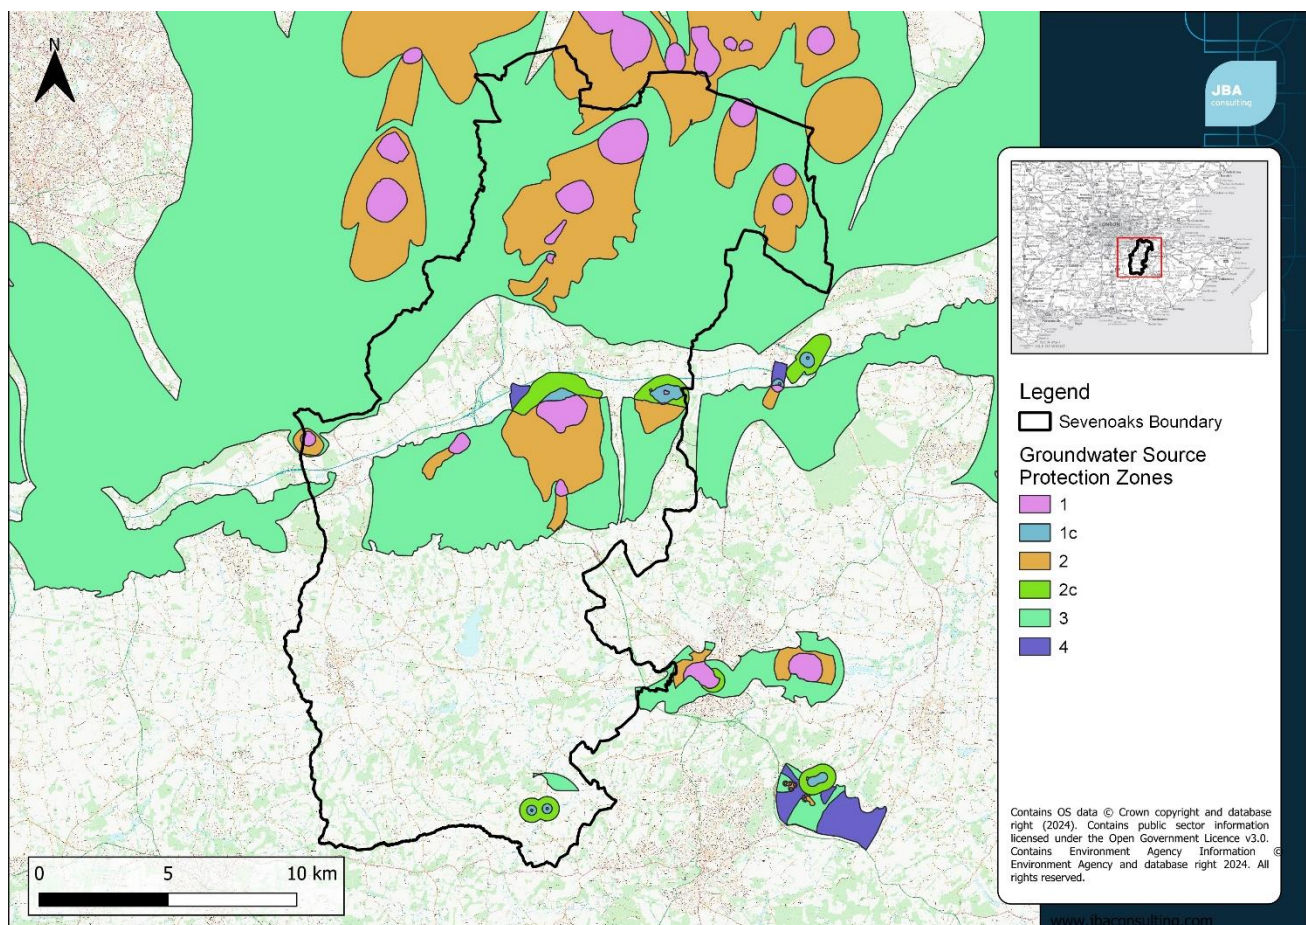 N
JBA
consulting
LONDON
Legend
Sevenoaks Boundary
Groundwater Source
Protection Zones
1
1c
2
2c
3
4
Contains OS data © Crown copyright and database
right (2024). Contains public sector information
licensed under the Open Government Licence v3.0.
Contains Environment Agency Information ©
Environment Agency and database right 2024. All
rights reserved.
0 5 10 km
www.jbaconsulting.com